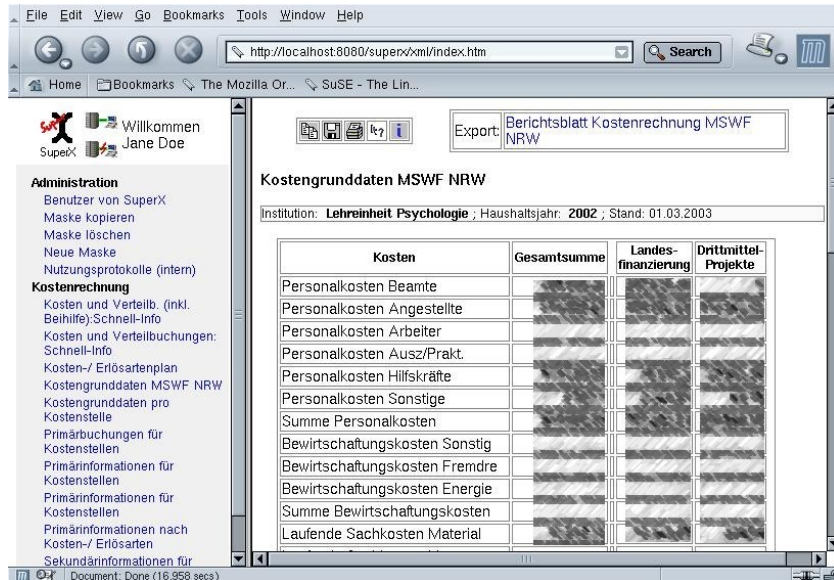 File Edit View Go Bookmarks Tools Window Help
http://localhost:8080/superx/xml/index.htm
Search
Home Bookmarks The Mozilla Or... SuSE - The Lin...
SuperX
Willkommen
Jane Doe
Administration
Benutzer von SuperX
Maske kopieren
Maske löschen
Neue Maske
Nutzungsprotokolle (intern)
Kostenrechnung
Kosten und Verteilb. (inkl.
Beihilfe):Schnell-Info
Kosten und Verteilbuchungen:
Schnell-Info
Kosten-/ Erlösartenplan
Kostengrunddaten MSWF NRW
Kostengrunddaten pro
Kostenstelle
Primärbuchungen für
Kostenstellen
Primärinformationen für
Kostenstellen
Primärinformationen für
Kostenstellen
Primärinformationen nach
Kosten-/ Erlösarten
Sekundärinformationen für
Export: Berichtsblatt Kostenrechnung MSWF
NRW
Kostengrunddaten MSWF NRW
Institution: Lehreinheit Psychologie ; Haushaltsjahr: 2002 ; Stand: 01.03.2003
Kosten Gesamtsumme Landes-finanzierung Drittmittel-Projekte
Personalkosten Beamte
Personalkosten Angestellte
Personalkosten Arbeiter
Personalkosten Ausz/Prakt.
Personalkosten Hilfskräfte
Personalkosten Sonstige
Summe Personalkosten
Bewirtschaftungskosten Sonstig
Bewirtschaftungskosten Fremdre
Bewirtschaftungskosten Energie
Summe Bewirtschaftungskosten
Laufende Sachkosten Material
Document: Done (16.958 secs)